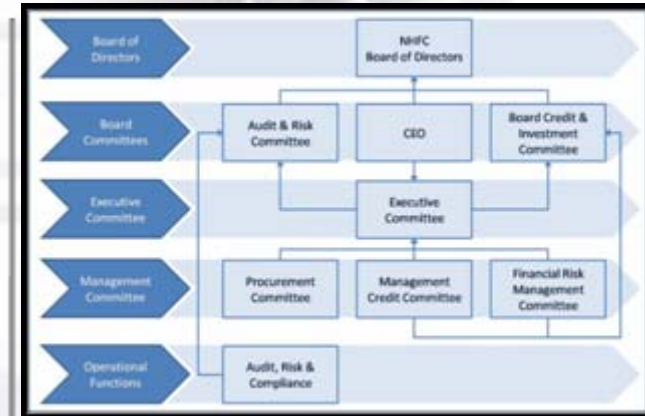 Board of
Directors
NHFC
Board of Directors
Board
Committees
Audit & Risk
Committee
CEO
Board Credit &
Investment
Committee
Executive
Committee
Executive
Committee
Management
Committee
Procurement
Committee
Management
Credit Committee
Financial Risk
Management
Committee
Operational
Functions
Audit, Risk &
Compliance